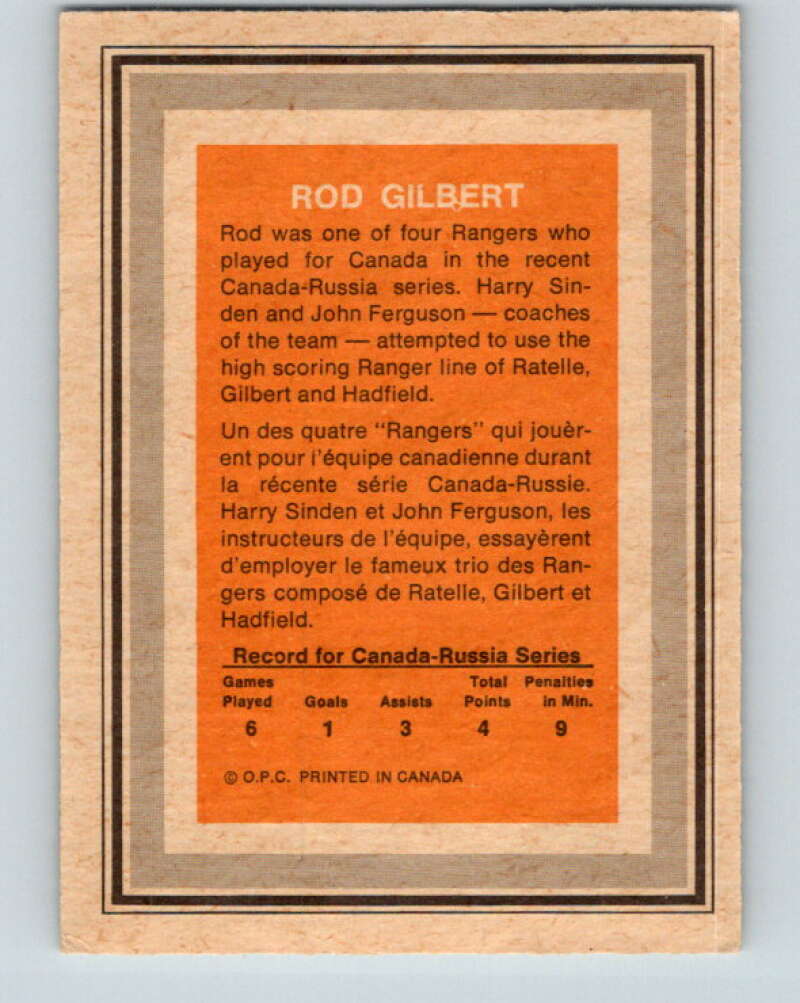 ROD GILBERT
Rod was one of four Rangers who
played for Canada in the recent
Canada-Russia series. Harry Sin-
den and John Ferguson — coaches
of the team — attempted to use the
high scoring Ranger line of Ratelle,
Gilbert and Hadfield.
Un des quatre "Rangers" qui jouèr-
ent pour l'équipe canadienne durant
la récente série Canada-Russie.
Harry Sinden et John Ferguson, les
instructeurs de l'équipe, essayèrent
d'employer le fameux trio des Ran-
gers composé de Ratelle, Gilbert et
Hadfield.
Record for Canada-Russia Series
Games Total Penalties
Played Goals Assists Points in Min.
6 1 3 4 9
© O.P.C. PRINTED IN CANADA